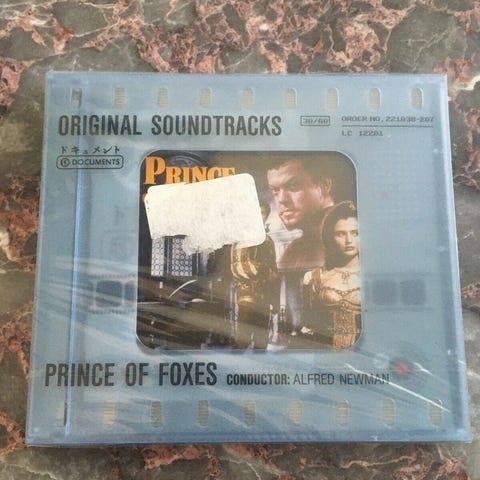 ORIGINAL SOUNDTRACKS
30/60
ORDER NO. 221830-207
LC 12281
ドキュメント
DOCUMENTS
PRINCE
PRINCE OF FOXES CONDUCTOR: ALFRED NEWMAN